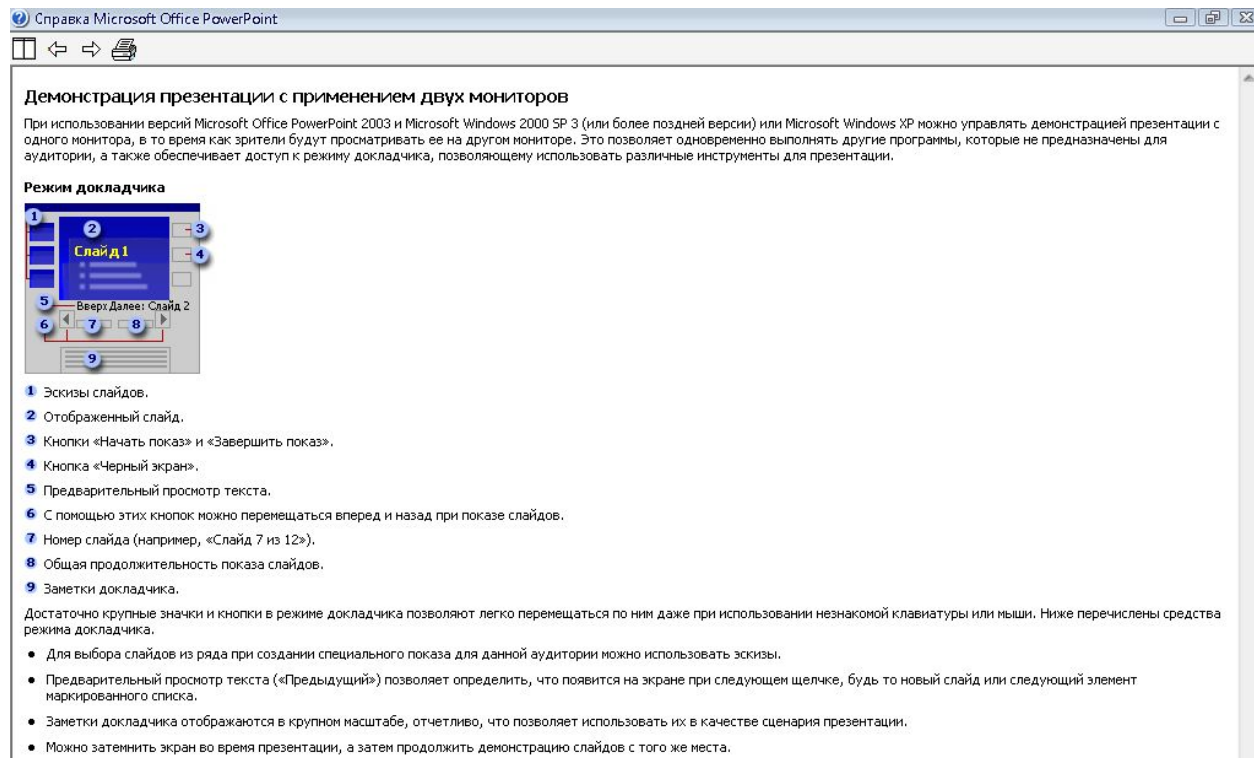 Справка Microsoft Office PowerPoint
Демонстрация презентации с применением двух мониторов
При использовании версий Microsoft Office PowerPoint 2003 и Microsoft Windows 2000 SP 3 (или более поздней версии) или Microsoft Windows XP можно управлять демонстрацией презентации с
одного монитора, в то время как зрители будут просматривать ее на другом мониторе. Это позволяет одновременно выполнять другие программы, которые не предназначены для
аудитории, а также обеспечивает доступ к режиму докладчика, позволяющему использовать различные инструменты для презентации.
Режим докладчика
1
2
3
Слайд 1
4
5 Вверх Далее: Слайд 2
6 7 8
9
1 Эскизы слайдов.
2 Отображенный слайд.
3 Кнопки «Начать показ» и «Завершить показ».
4 Кнопка «Черный экран».
5 Предварительный просмотр текста.
6 С помощью этих кнопок можно перемещаться вперед и назад при показе слайдов.
7 Номер слайда (например, «Слайд 7 из 12»).
8 Общая продолжительность показа слайдов.
9 Заметки докладчика.
Достаточно крупные значки и кнопки в режиме докладчика позволяют легко перемещаться по ним даже при использовании незнакомой клавиатуры или мыши. Ниже перечислены средства
режима докладчика.
• Для выбора слайдов из ряда при создании специального показа для данной аудитории можно использовать эскизы.
• Предварительный просмотр текста («Предыдущий») позволяет определить, что появится на экране при следующем щелчке, будь то новый слайд или следующий элемент
маркированного списка.
• Заметки докладчика отображаются в крупном масштабе, отчетливо, что позволяет использовать их в качестве сценария презентации.
• Можно затемнить экран во время презентации, а затем продолжить демонстрацию слайдов с того же места.